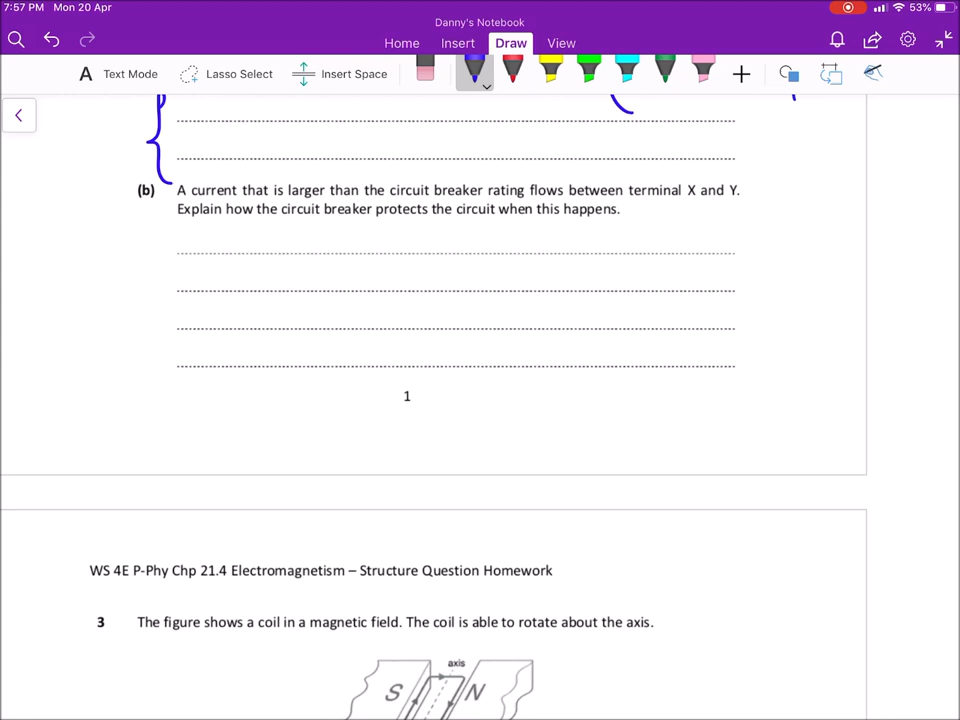 7:57 PM Mon 20 Apr
53%
Danny's Notebook
Home Insert Draw View
A Text Mode Lasso Select Insert Space
(b) A current that is larger than the circuit breaker rating flows between terminal X and Y.
Explain how the circuit breaker protects the circuit when this happens.
1
WS 4E P-Phy Chp 21.4 Electromagnetism – Structure Question Homework
3 The figure shows a coil in a magnetic field. The coil is able to rotate about the axis.
axis
S N